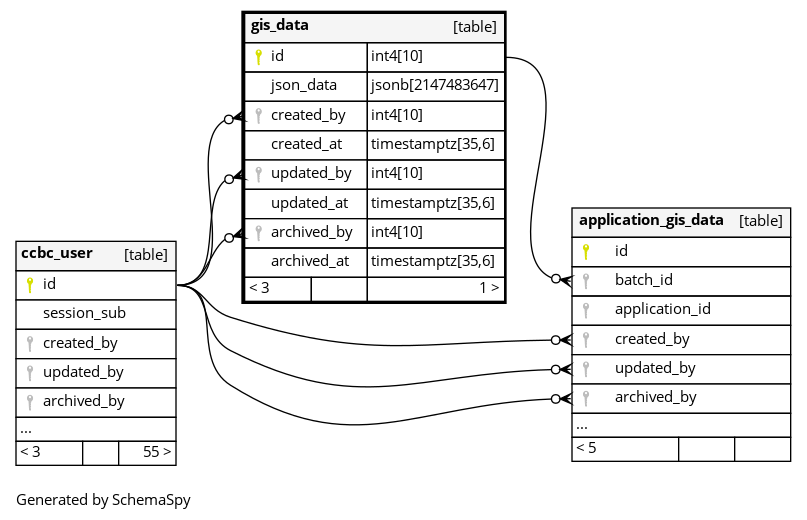 gis_data [table]
id int4[10]
json_data jsonb[2147483647]
created_by int4[10]
created_at timestamptz[35,6]
updated_by int4[10]
updated_at timestamptz[35,6]
archived_by int4[10]
archived_at timestamptz[35,6]
< 3 1 >
ccbc_user [table]
id
session_sub
created_by
updated_by
archived_by
...
< 3 55 >
application_gis_data [table]
id
batch_id
application_id
created_by
updated_by
archived_by
...
< 5
Generated by SchemaSpy